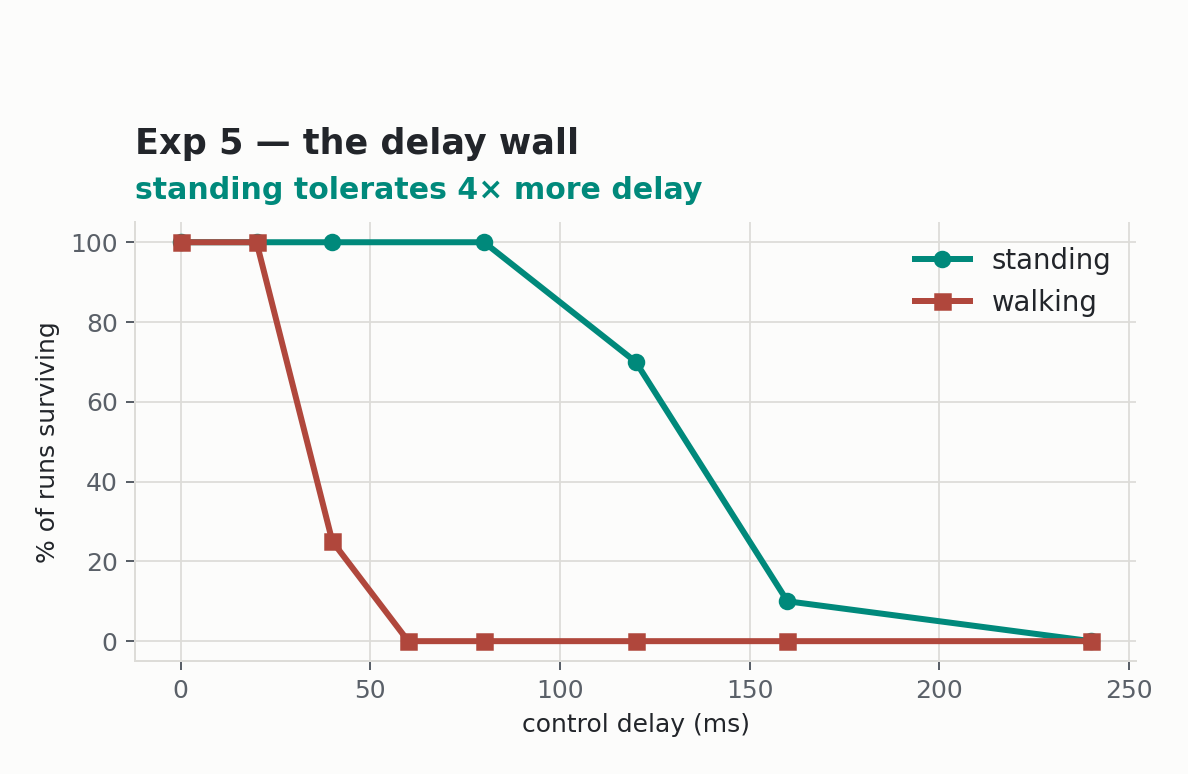 Exp 5 — the delay wall
standing tolerates 4× more delay
standing
walking
% of runs surviving
100
80
60
40
20
0
0 50 100 150 200 250
control delay (ms)